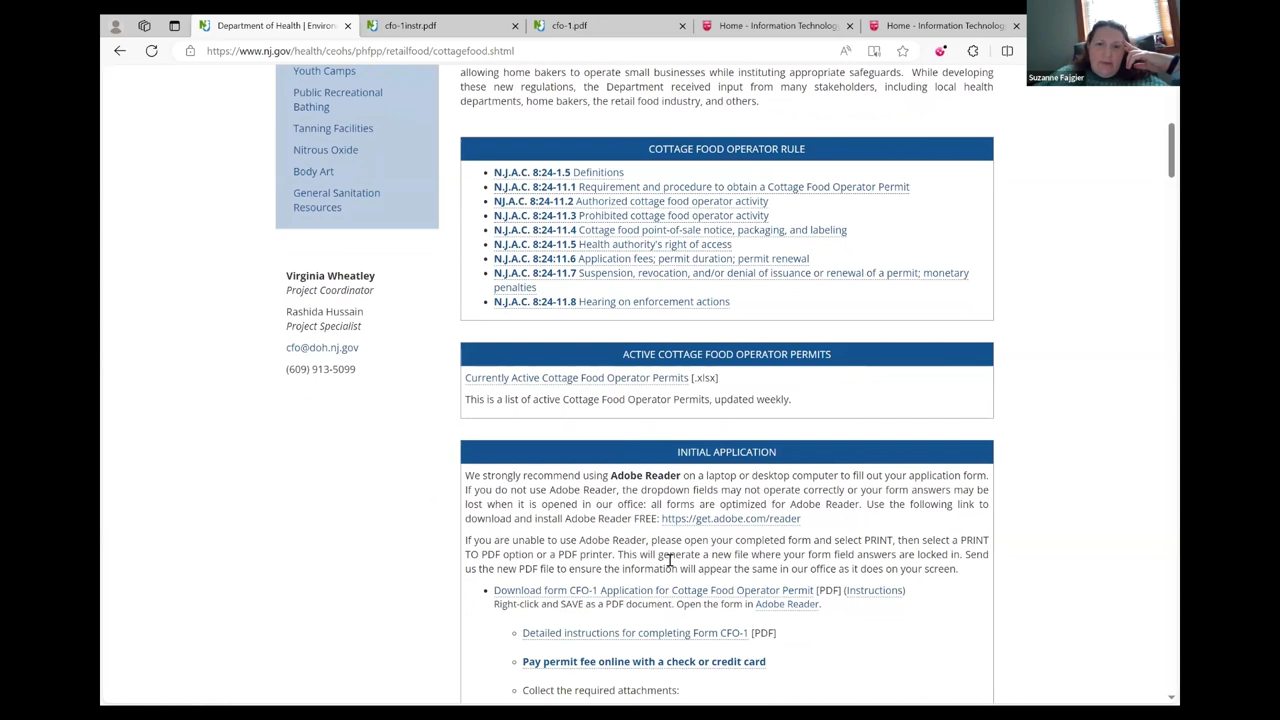 Department of Health | Environ
cfo-1instr.pdf
cfo-1.pdf
Home - Information Technology
Home - Information Technology
https://www.nj.gov/health/ceohs/phfpp/retailfood/cottagefood.shtml
Suzanne Fajgier
Youth Camps
Public Recreational
Bathing
Tanning Facilities
Nitrous Oxide
Body Art
General Sanitation
Resources
Virginia Wheatley
Project Coordinator
Rashida Hussain
Project Specialist
cfo@doh.nj.gov
(609) 913-5099
allowing home bakers to operate small businesses while instituting appropriate safeguards. While developing
these new regulations, the Department received input from many stakeholders, including local health
departments, home bakers, the retail food industry, and others.
COTTAGE FOOD OPERATOR RULE
N.J.A.C. 8:24-1.5 Definitions
N.J.A.C. 8:24-11.1 Requirement and procedure to obtain a Cottage Food Operator Permit
NJ.A.C. 8:24-11.2 Authorized cottage food operator activity
N.J.A.C. 8:24-11.3 Prohibited cottage food operator activity
N.J.A.C. 8:24-11.4 Cottage food point-of-sale notice, packaging, and labeling
N.J.A.C. 8:24-11.5 Health authority's right of access
N.J.A.C. 8:24:11.6 Application fees; permit duration; permit renewal
N.J.A.C. 8:24-11.7 Suspension, revocation, and/or denial of issuance or renewal of a permit; monetary
penalties
N.J.A.C. 8:24-11.8 Hearing on enforcement actions
ACTIVE COTTAGE FOOD OPERATOR PERMITS
Currently Active Cottage Food Operator Permits [.xlsx]
This is a list of active Cottage Food Operator Permits, updated weekly.
INITIAL APPLICATION
We strongly recommend using Adobe Reader on a laptop or desktop computer to fill out your application form.
If you do not use Adobe Reader, the dropdown fields may not operate correctly or your form answers may be
lost when it is opened in our office: all forms are optimized for Adobe Reader. Use the following link to
download and install Adobe Reader FREE: https://get.adobe.com/reader
If you are unable to use Adobe Reader, please open your completed form and select PRINT, then select a PRINT
TO PDF option or a PDF printer. This will generate a new file where your form field answers are locked in. Send
us the new PDF file to ensure the information will appear the same in our office as it does on your screen.
Download form CFO-1 Application for Cottage Food Operator Permit [PDF] (Instructions)
Right-click and SAVE as a PDF document. Open the form in Adobe Reader.
Detailed instructions for completing Form CFO-1 [PDF]
Pay permit fee online with a check or credit card
Collect the required attachments: